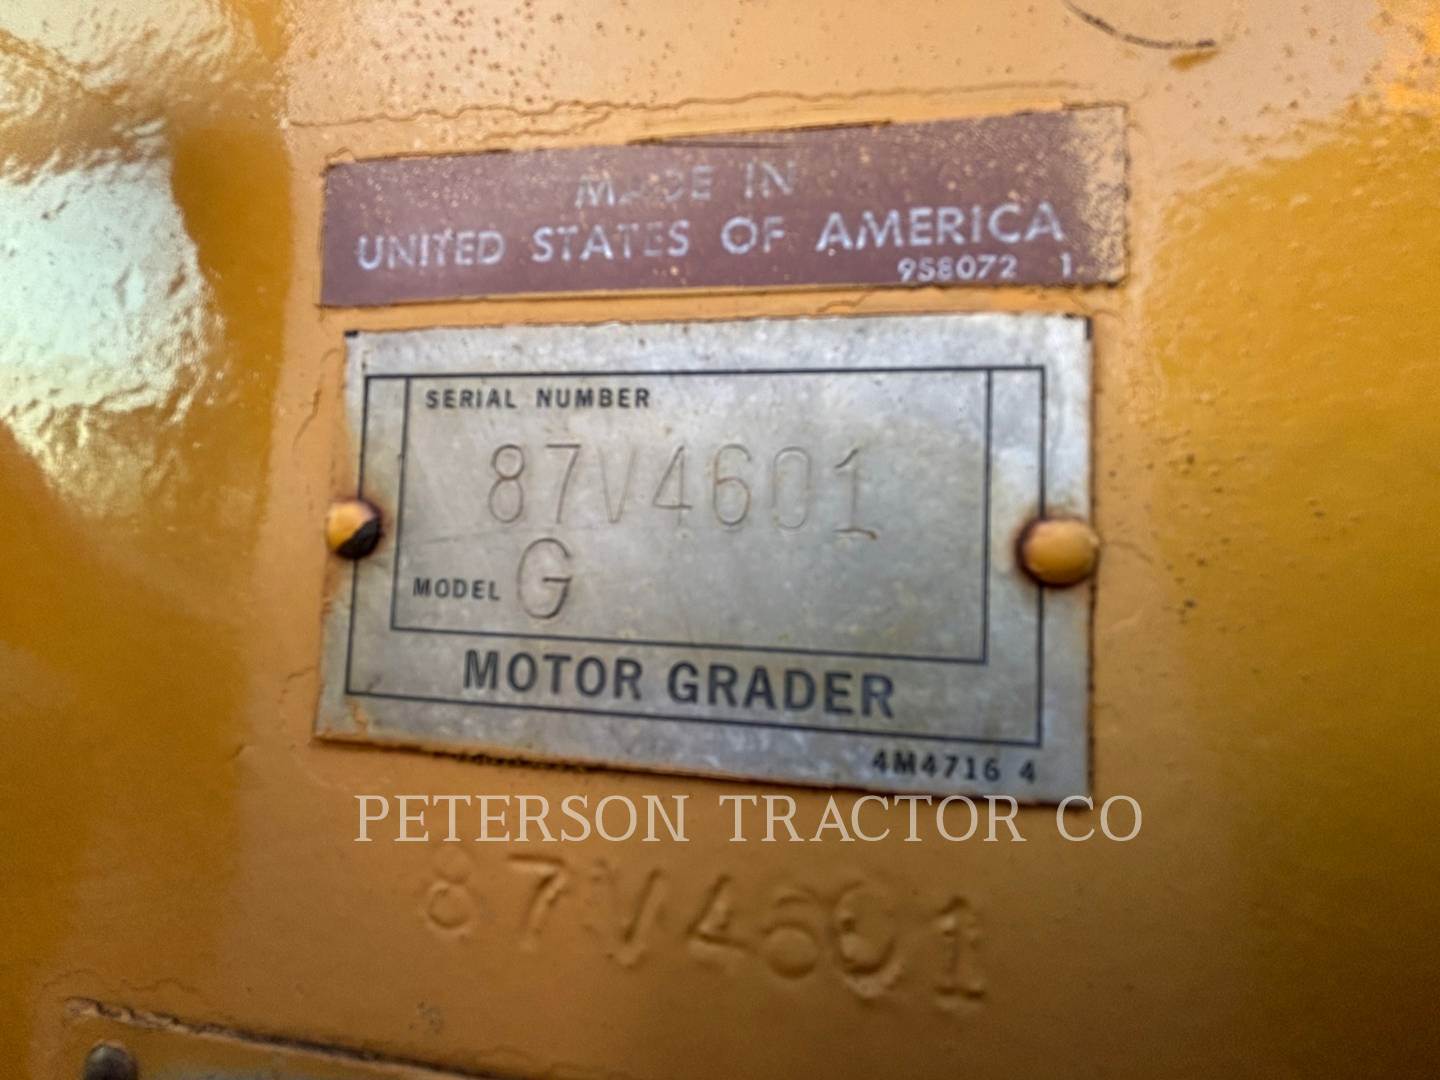 MADE IN
UNITED STATES OF AMERICA
958072 1
SERIAL NUMBER
87V4601
MODEL G
MOTOR GRADER
4M4716 4
PETERSON TRACTOR CO
87V4601